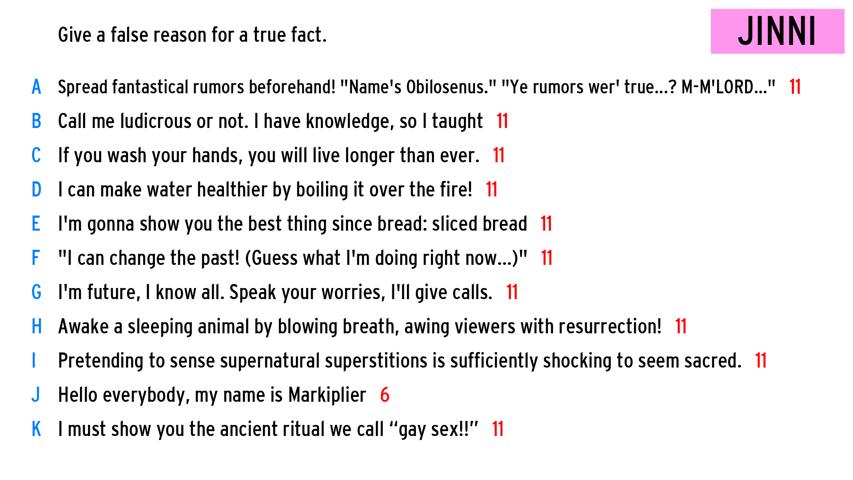 Give a false reason for a true fact.
JINNI
A Spread fantastical rumors beforehand! "Name's Obilosenus." "Ye rumors wer' true...? M-M'LORD..." 11
B Call me ludicrous or not. I have knowledge, so I taught 11
C If you wash your hands, you will live longer than ever. 11
D I can make water healthier by boiling it over the fire! 11
E I'm gonna show you the best thing since bread: sliced bread 11
F "I can change the past! (Guess what I'm doing right now...)" 11
G I'm future, I know all. Speak your worries, I'll give calls. 11
H Awake a sleeping animal by blowing breath, awing viewers with resurrection! 11
I Pretending to sense supernatural superstitions is sufficiently shocking to seem sacred. 11
J Hello everybody, my name is Markiplier 6
K I must show you the ancient ritual we call “gay sex!!” 11